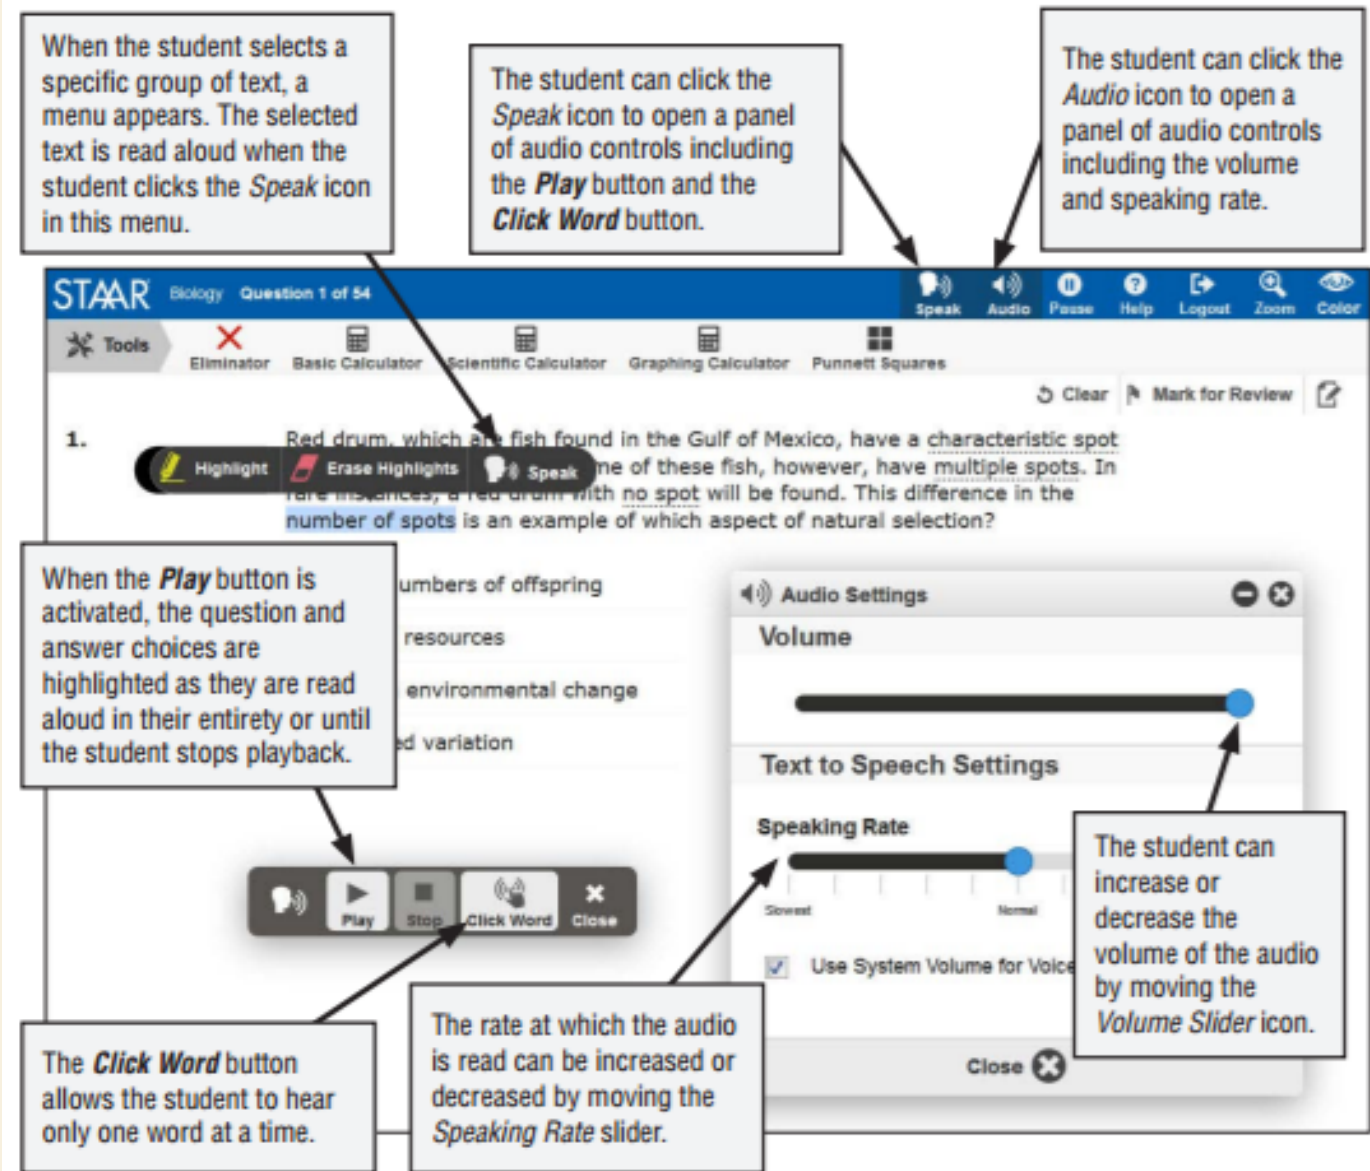 When the student selects a
specific group of text, a
menu appears. The selected
text is read aloud when the
student clicks the Speak icon
in this menu.
The student can click the
Speak icon to open a panel
of audio controls including
the Play button and the
Click Word button.
The student can click the
Audio icon to open a
panel of audio controls
including the volume
and speaking rate.
STAAR Biology Question 1 of 54
Speak Audio Pause Help Logout Zoom Color
Tools Eliminator Basic Calculator Scientific Calculator Graphing Calculator Punnett Squares
Clear Mark for Review
1. Red drum, which are fish found in the Gulf of Mexico, have a characteristic spot
Highlight Erase Highlights Speak me of these fish, however, have multiple spots. In
rare instances, a red drum with no spot will be found. This difference in the
number of spots is an example of which aspect of natural selection?
When the Play button is
activated, the question and
answer choices are
highlighted as they are read
aloud in their entirety or until
the student stops playback.
umbers of offspring
resources
environmental change
ed variation
Audio Settings
Volume
Text to Speech Settings
Speaking Rate
Slowest Normal
Use System Volume for Voice
Close
The student can
increase or
decrease the
volume of the audio
by moving the
Volume Slider icon.
Play Stop Click Word Close
The Click Word button
allows the student to hear
only one word at a time.
The rate at which the audio
is read can be increased or
decreased by moving the
Speaking Rate slider.